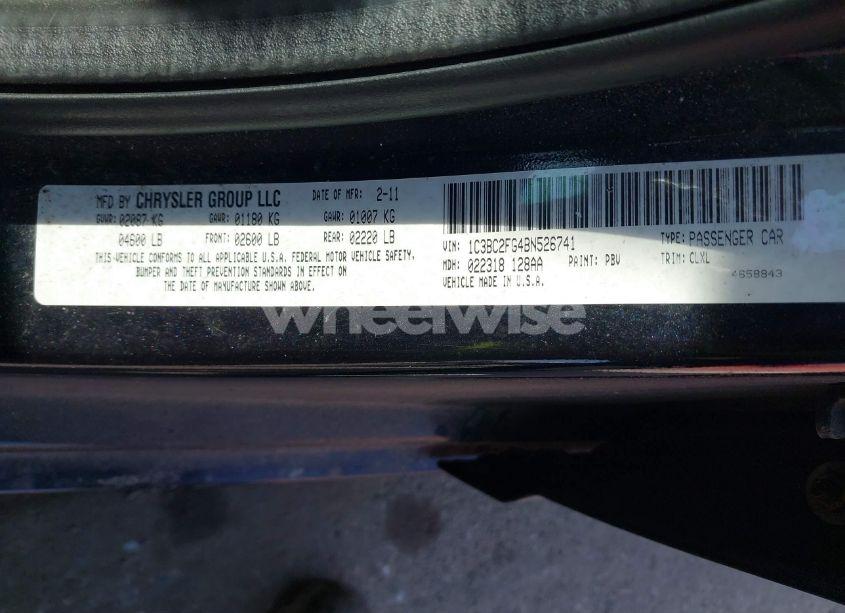 MFD BY CHRYSLER GROUP LLC DATE OF MFR: 2-11
GVWR: 02087 KG GAWR: 01180 KG GAWR: 01007 KG
04600 LB FRONT: 02600 LB REAR: 02220 LB
THIS VEHICLE CONFORMS TO ALL APPLICABLE U.S.A. FEDERAL MOTOR VEHICLE SAFETY,
BUMPER AND THEFT PREVENTION STANDARDS IN EFFECT ON
THE DATE OF MANUFACTURE SHOWN ABOVE.
VIN: 1C3BC2FG4BN526741 TYPE: PASSENGER CAR
MDH: 022318 128AA PAINT: PBV TRIM: CLXL
VEHICLE MADE IN U.S.A. 4658843
wheelwise